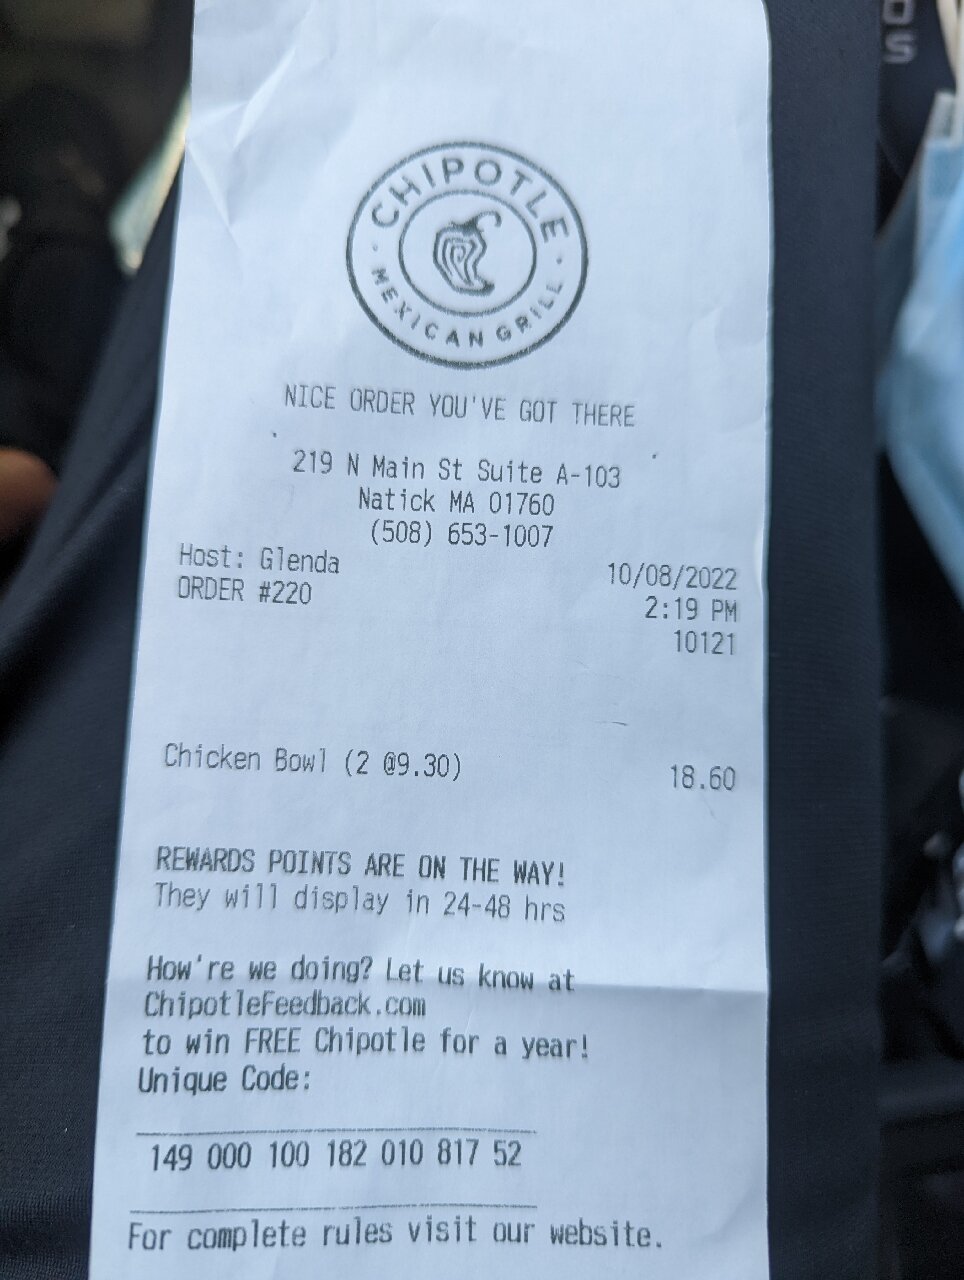 CHIPOTLE
MEXICAN GRILL
NICE ORDER YOU'VE GOT THERE
219 N Main St Suite A-103
Natick MA 01760
(508) 653-1007
Host: Glenda 10/08/2022
ORDER #220 2:19 PM
10121
Chicken Bowl (2 @9.30) 18.60
REWARDS POINTS ARE ON THE WAY!
They will display in 24-48 hrs
How're we doing? Let us know at
ChipotleFeedback.com
to win FREE Chipotle for a year!
Unique Code:
149 000 100 182 010 817 52
For complete rules visit our website.